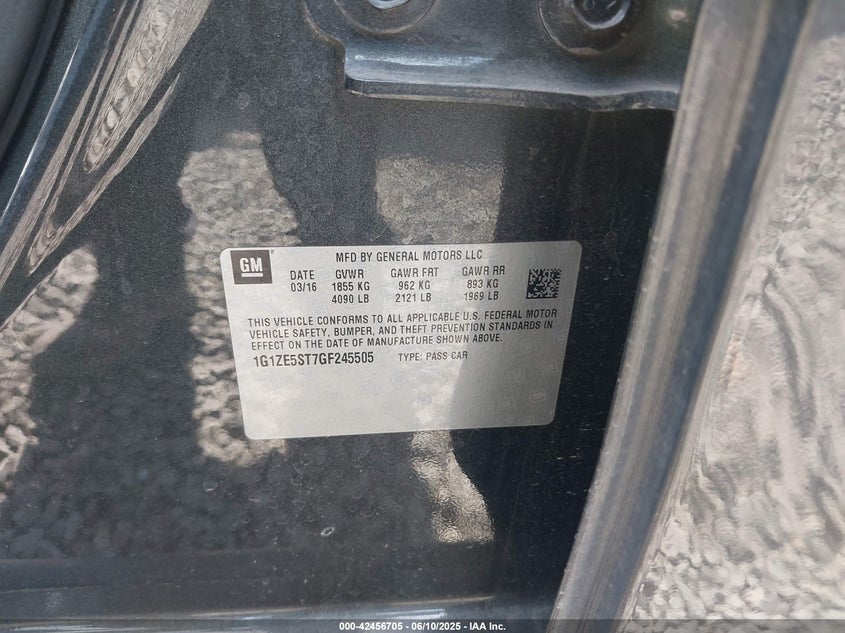 GM
MFD BY GENERAL MOTORS LLC
DATE GVWR GAWR FRT GAWR RR
03/16 1855 KG 962 KG 893 KG
4090 LB 2121 LB 1969 LB
THIS VEHICLE CONFORMS TO ALL APPLICABLE U.S. FEDERAL MOTOR
VEHICLE SAFETY, BUMPER, AND THEFT PREVENTION STANDARDS IN
EFFECT ON THE DATE OF MANUFACTURE SHOWN ABOVE.
1G1ZE5ST7GF245505 TYPE: PASS CAR
000-42456705 - 06/10/2025 - IAA Inc.